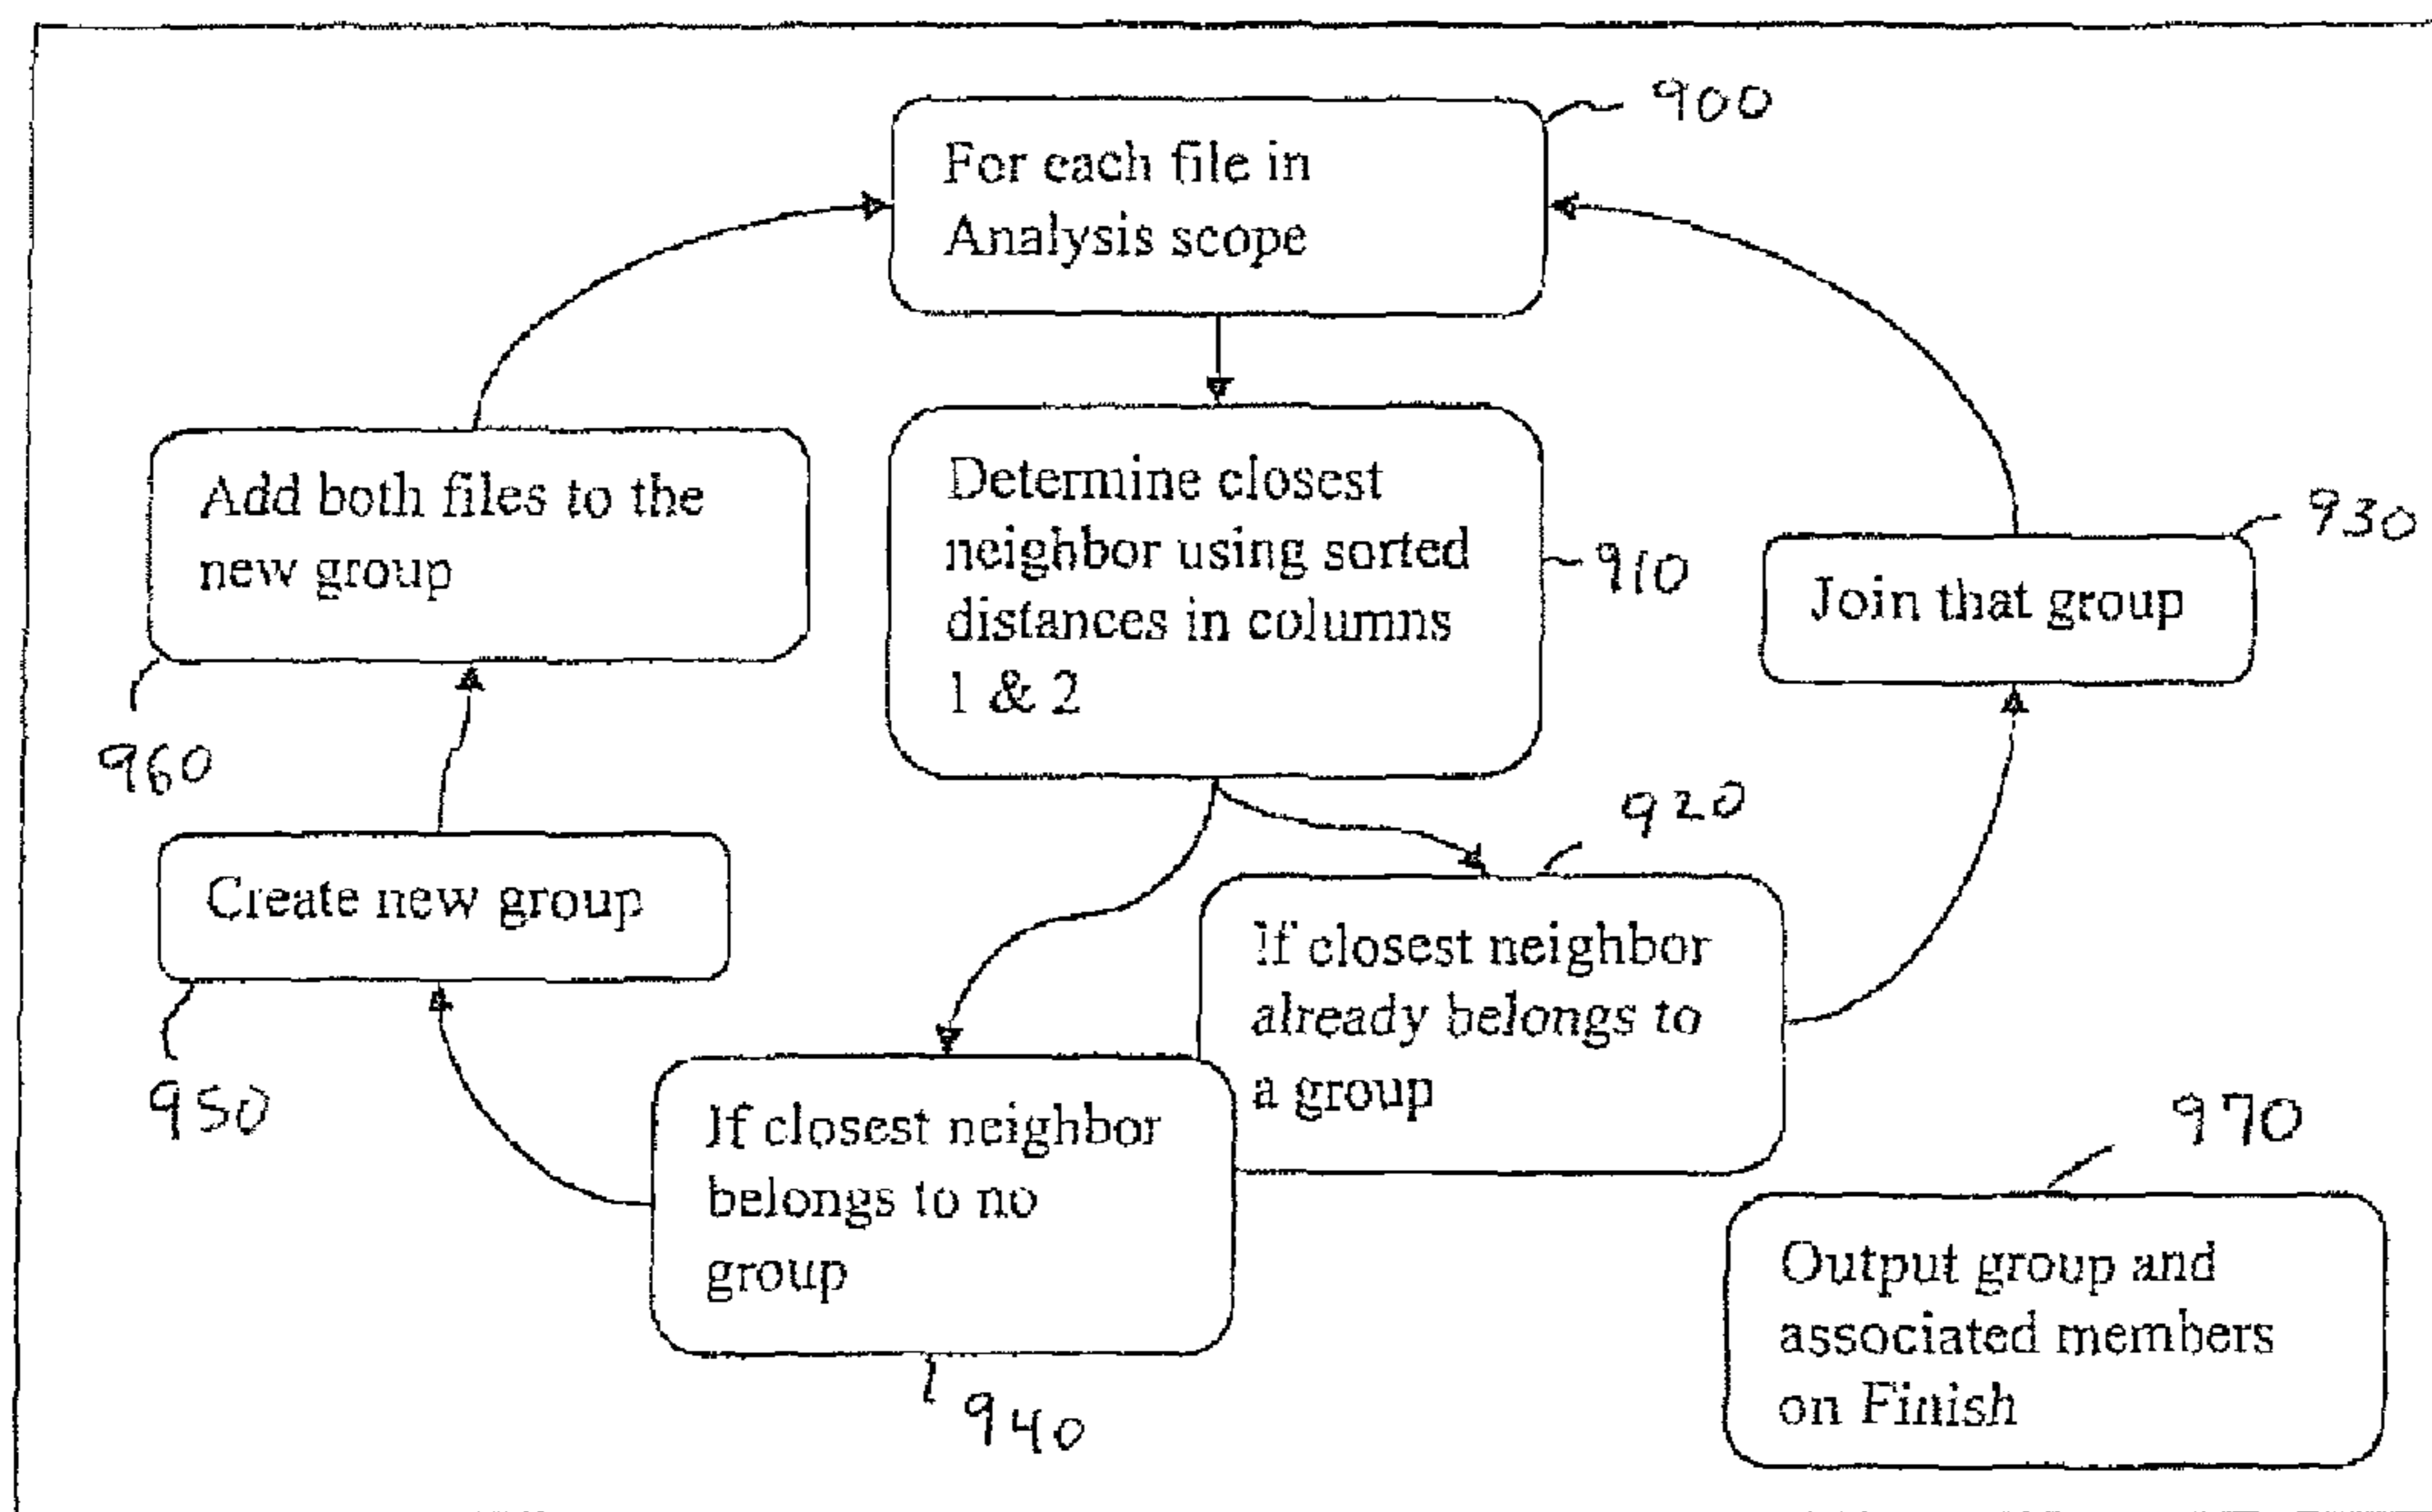 900
For each file in
Analysis scope
Add both files to the
new group
960
Determine closest
neighbor using sorted
distances in columns
1 & 2
910
930
Join that group
920
Create new group
950
If closest neighbor
already belongs to
a group
If closest neighbor
belongs to no
group
940
970
Output group and
associated members
on Finish